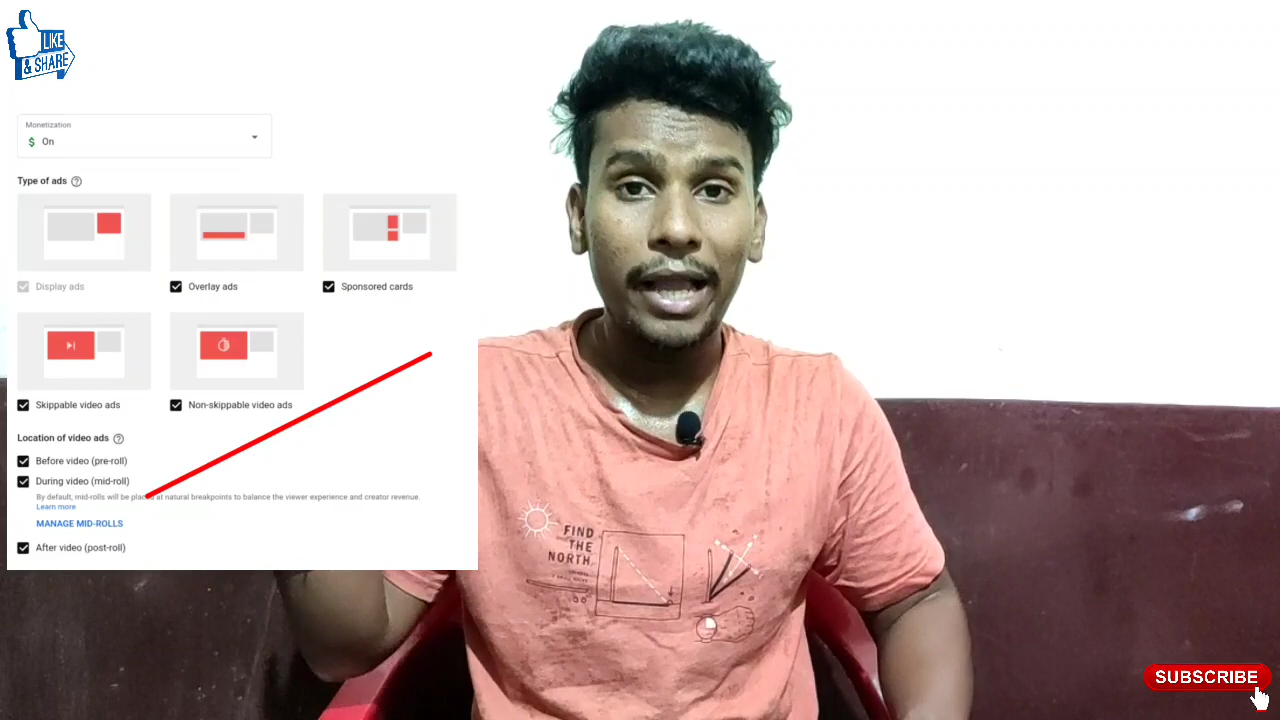 LIKE
& SHARE
Monetization
$ On
Type of ads ?
Display ads
Overlay ads
Sponsored cards
Skippable video ads
Non-skippable video ads
Location of video ads ?
Before video (pre-roll)
During video (mid-roll)
By default, mid-rolls will be placed at natural breakpoints to balance the viewer experience and creator revenue.
Learn more
MANAGE MID-ROLLS
After video (post-roll)
FIND
THE
NORTH
SUBSCRIBE